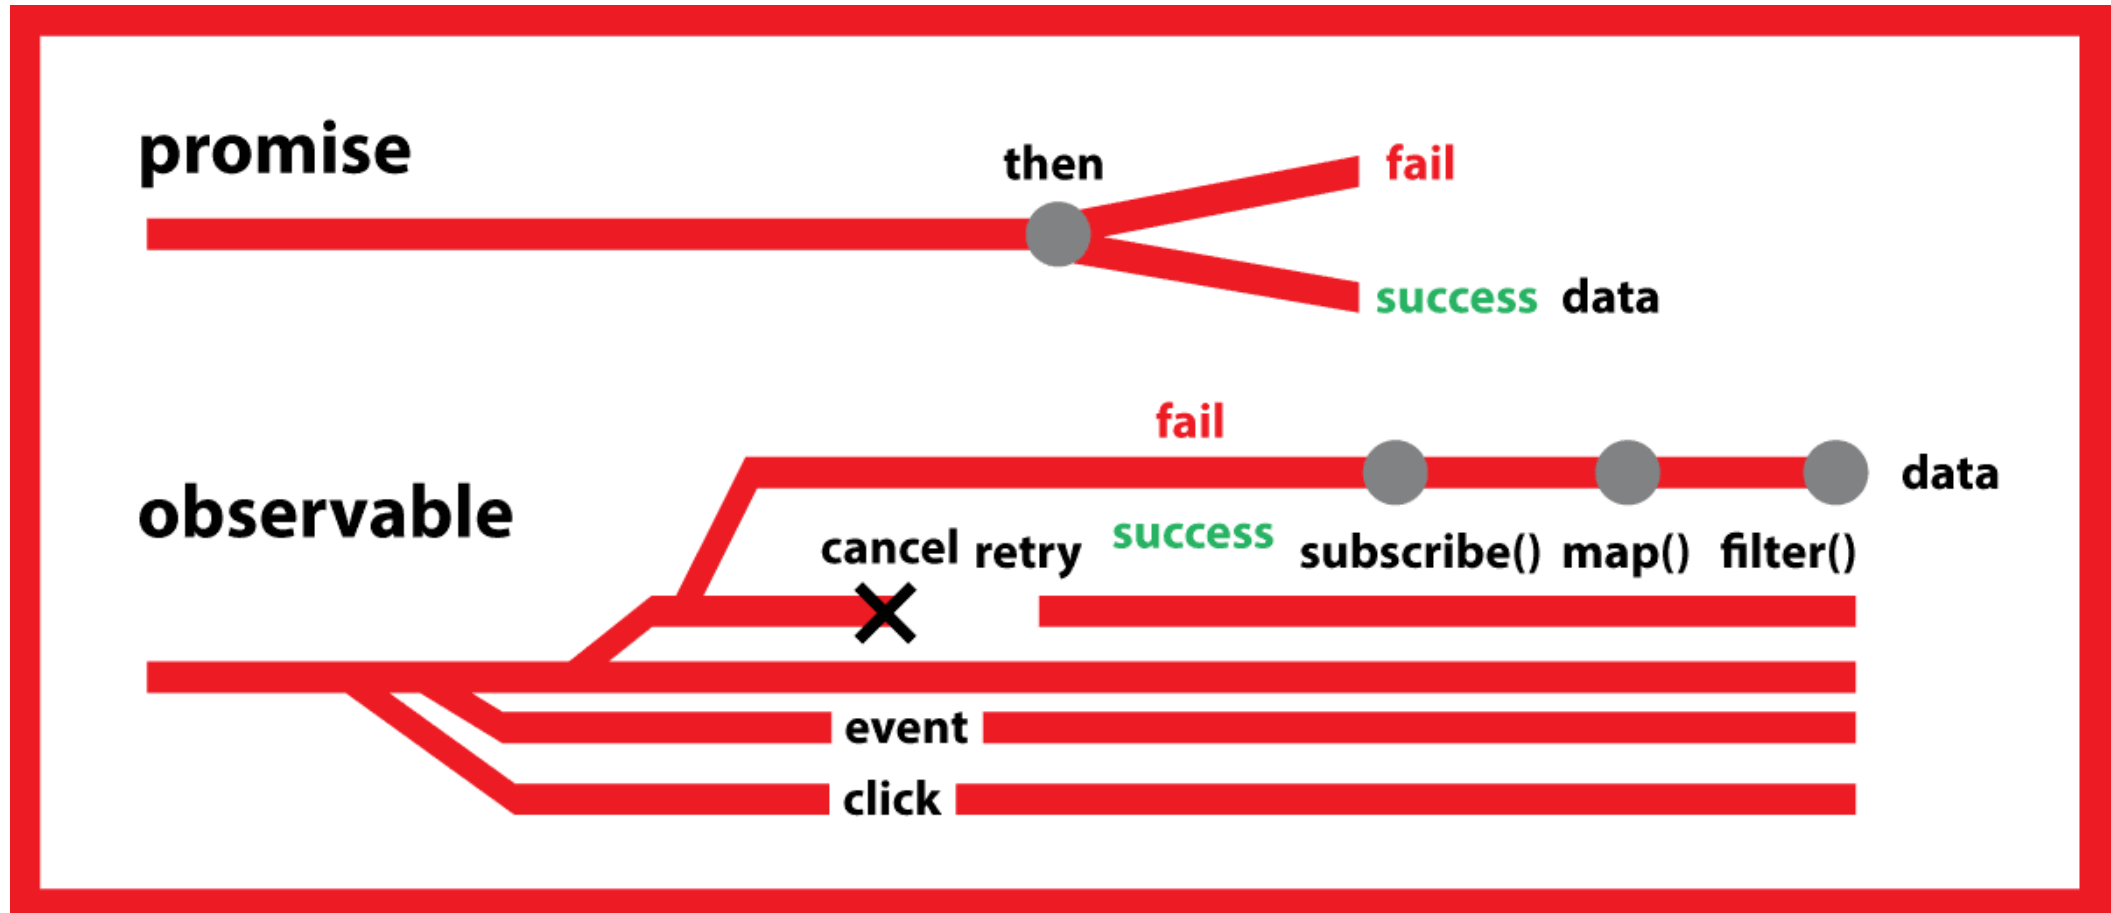 promise
then
fail
success data
observable
fail
data
cancel retry success subscribe() map() filter()
event
click